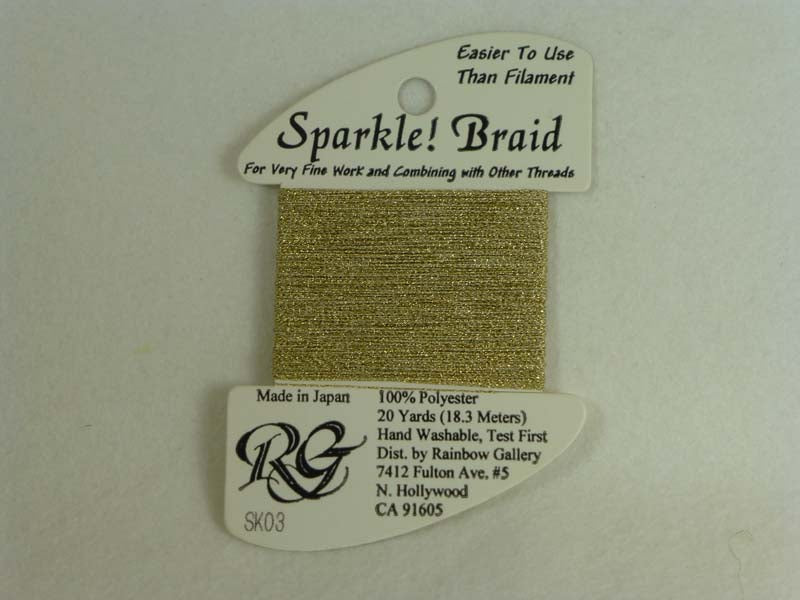 Easier To Use
Than Filament
Sparkle! Braid
For Very Fine Work and Combining with Other Threads
Made in Japan
RG
SK03
100% Polyester
20 Yards (18.3 Meters)
Hand Washable, Test First
Dist. by Rainbow Gallery
7412 Fulton Ave, #5
N. Hollywood
CA 91605